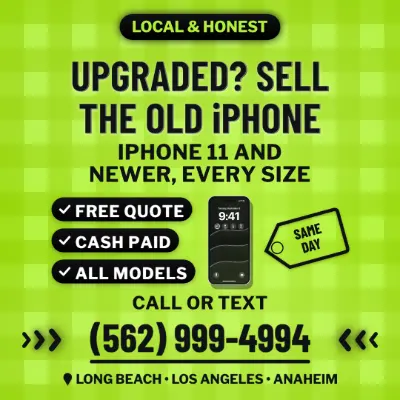 LOCAL & HONEST
UPGRADED? SELL
THE OLD iPHONE
IPHONE 11 AND
NEWER, EVERY SIZE
FREE QUOTE
CASH PAID
ALL MODELS
9:41
SAME
DAY
CALL OR TEXT
(562) 999-4994
LONG BEACH • LOS ANGELES • ANAHEIM